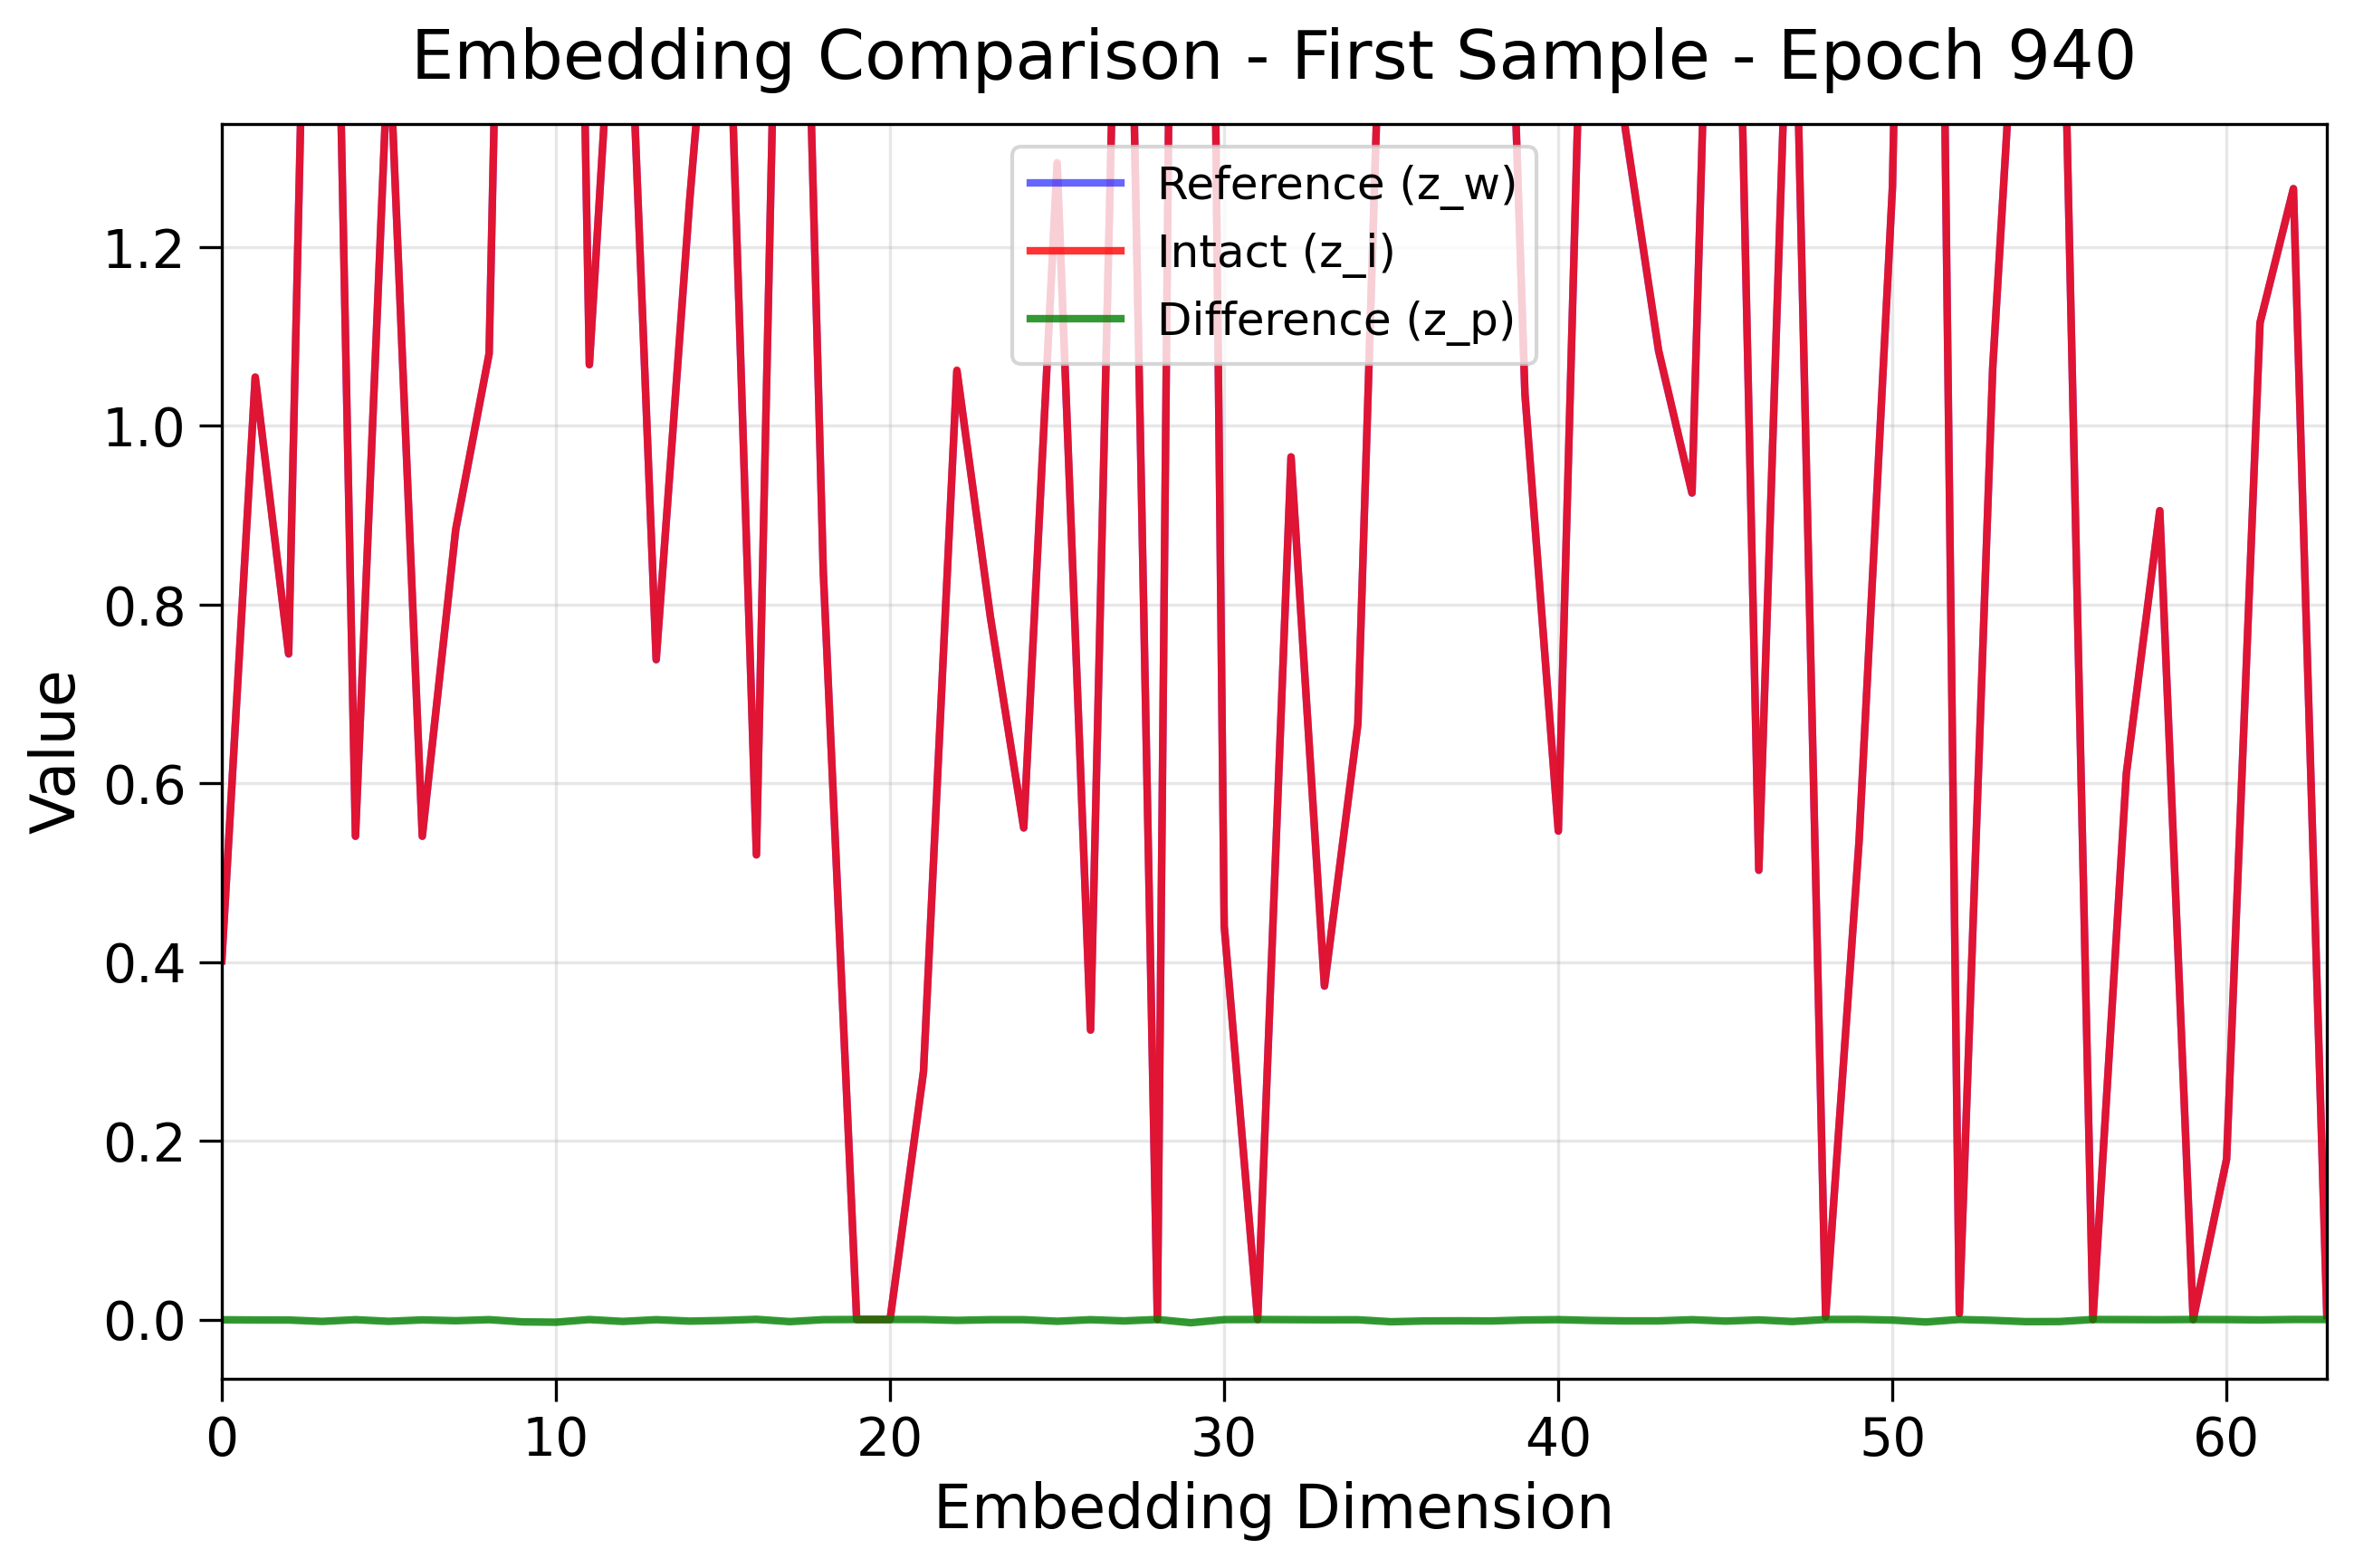 Embedding Comparison - First Sample - Epoch 940
Reference (z_w)
Intact (z_i)
Difference (z_p)
1.2
1.0
0.8
0.6
0.4
0.2
0.0
Value
0 10 20 30 40 50 60
Embedding Dimension